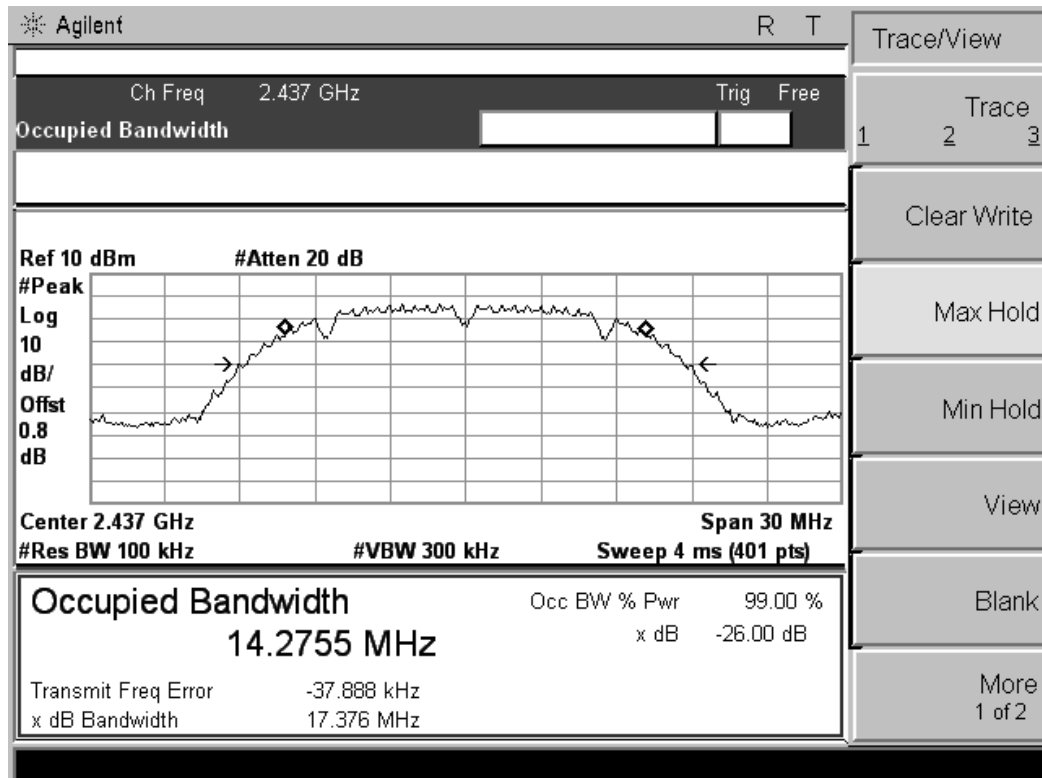 Agilent R T
Trace/View
Ch Freq 2.437 GHz Trig Free
Occupied Bandwidth
Trace
1 2 3
Clear Write
Ref 10 dBm #Atten 20 dB
#Peak
Log
10
dB/
Offst
0.8
dB
Max Hold
Min Hold
Center 2.437 GHz Span 30 MHz
#Res BW 100 kHz #VBW 300 kHz Sweep 4 ms (401 pts)
View
Occupied Bandwidth Occ BW % Pwr 99.00 %
14.2755 MHz x dB -26.00 dB
Blank
Transmit Freq Error -37.888 kHz
x dB Bandwidth 17.376 MHz
More
1 of 2